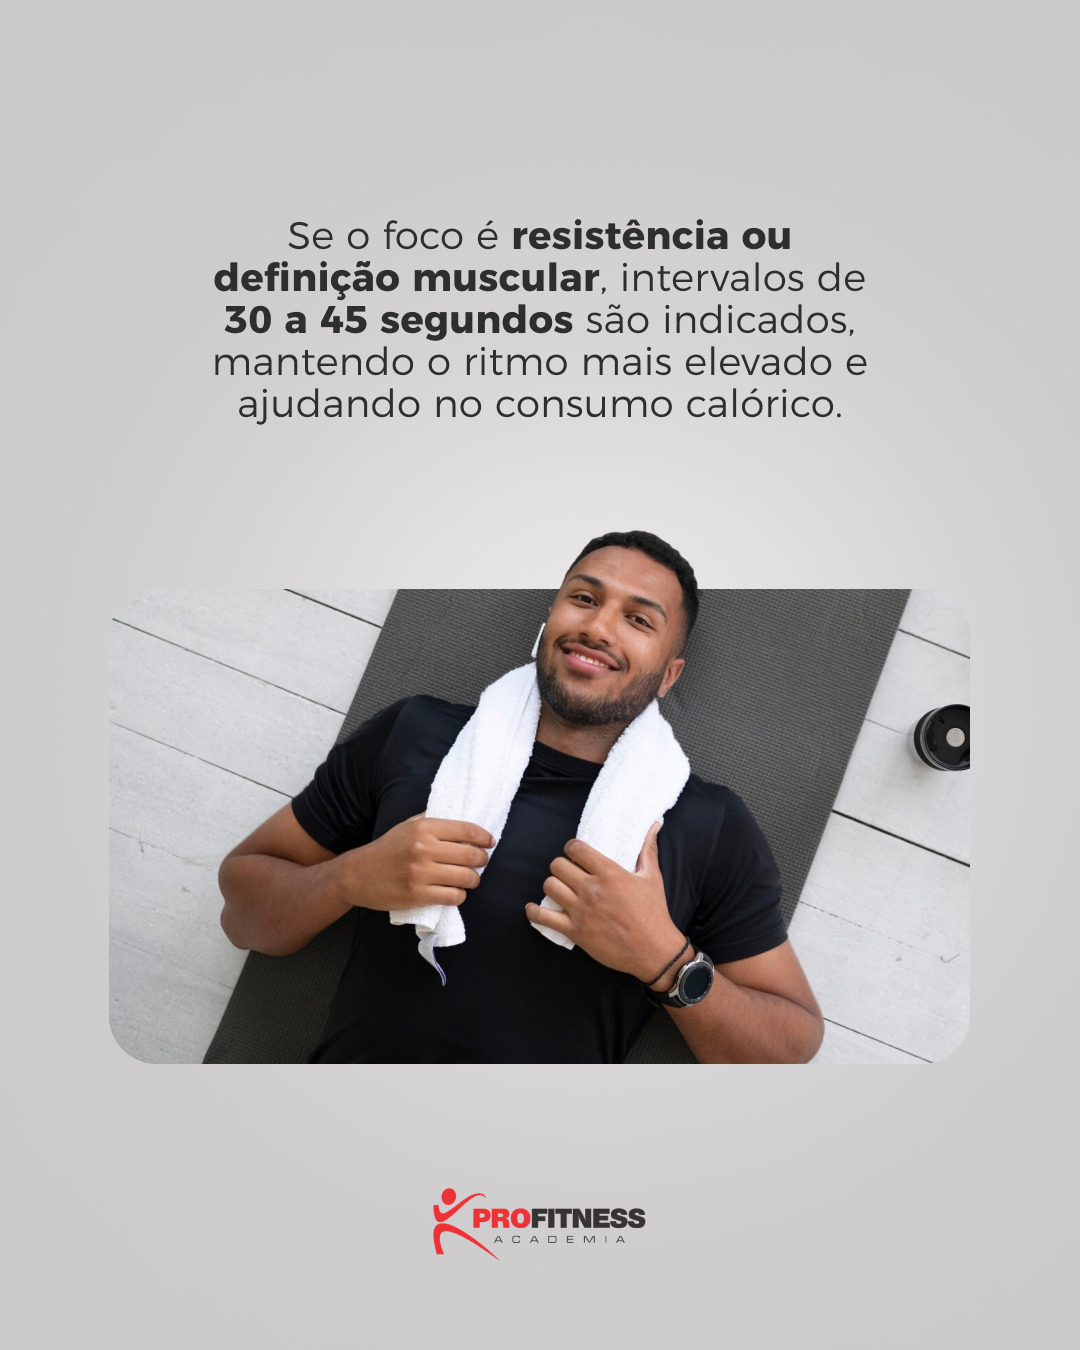 Se o foco é resistência ou
definição muscular, intervalos de
30 a 45 segundos são indicados,
mantendo o ritmo mais elevado e
ajudando no consumo calórico.
PROFITNESS
ACADEMIA